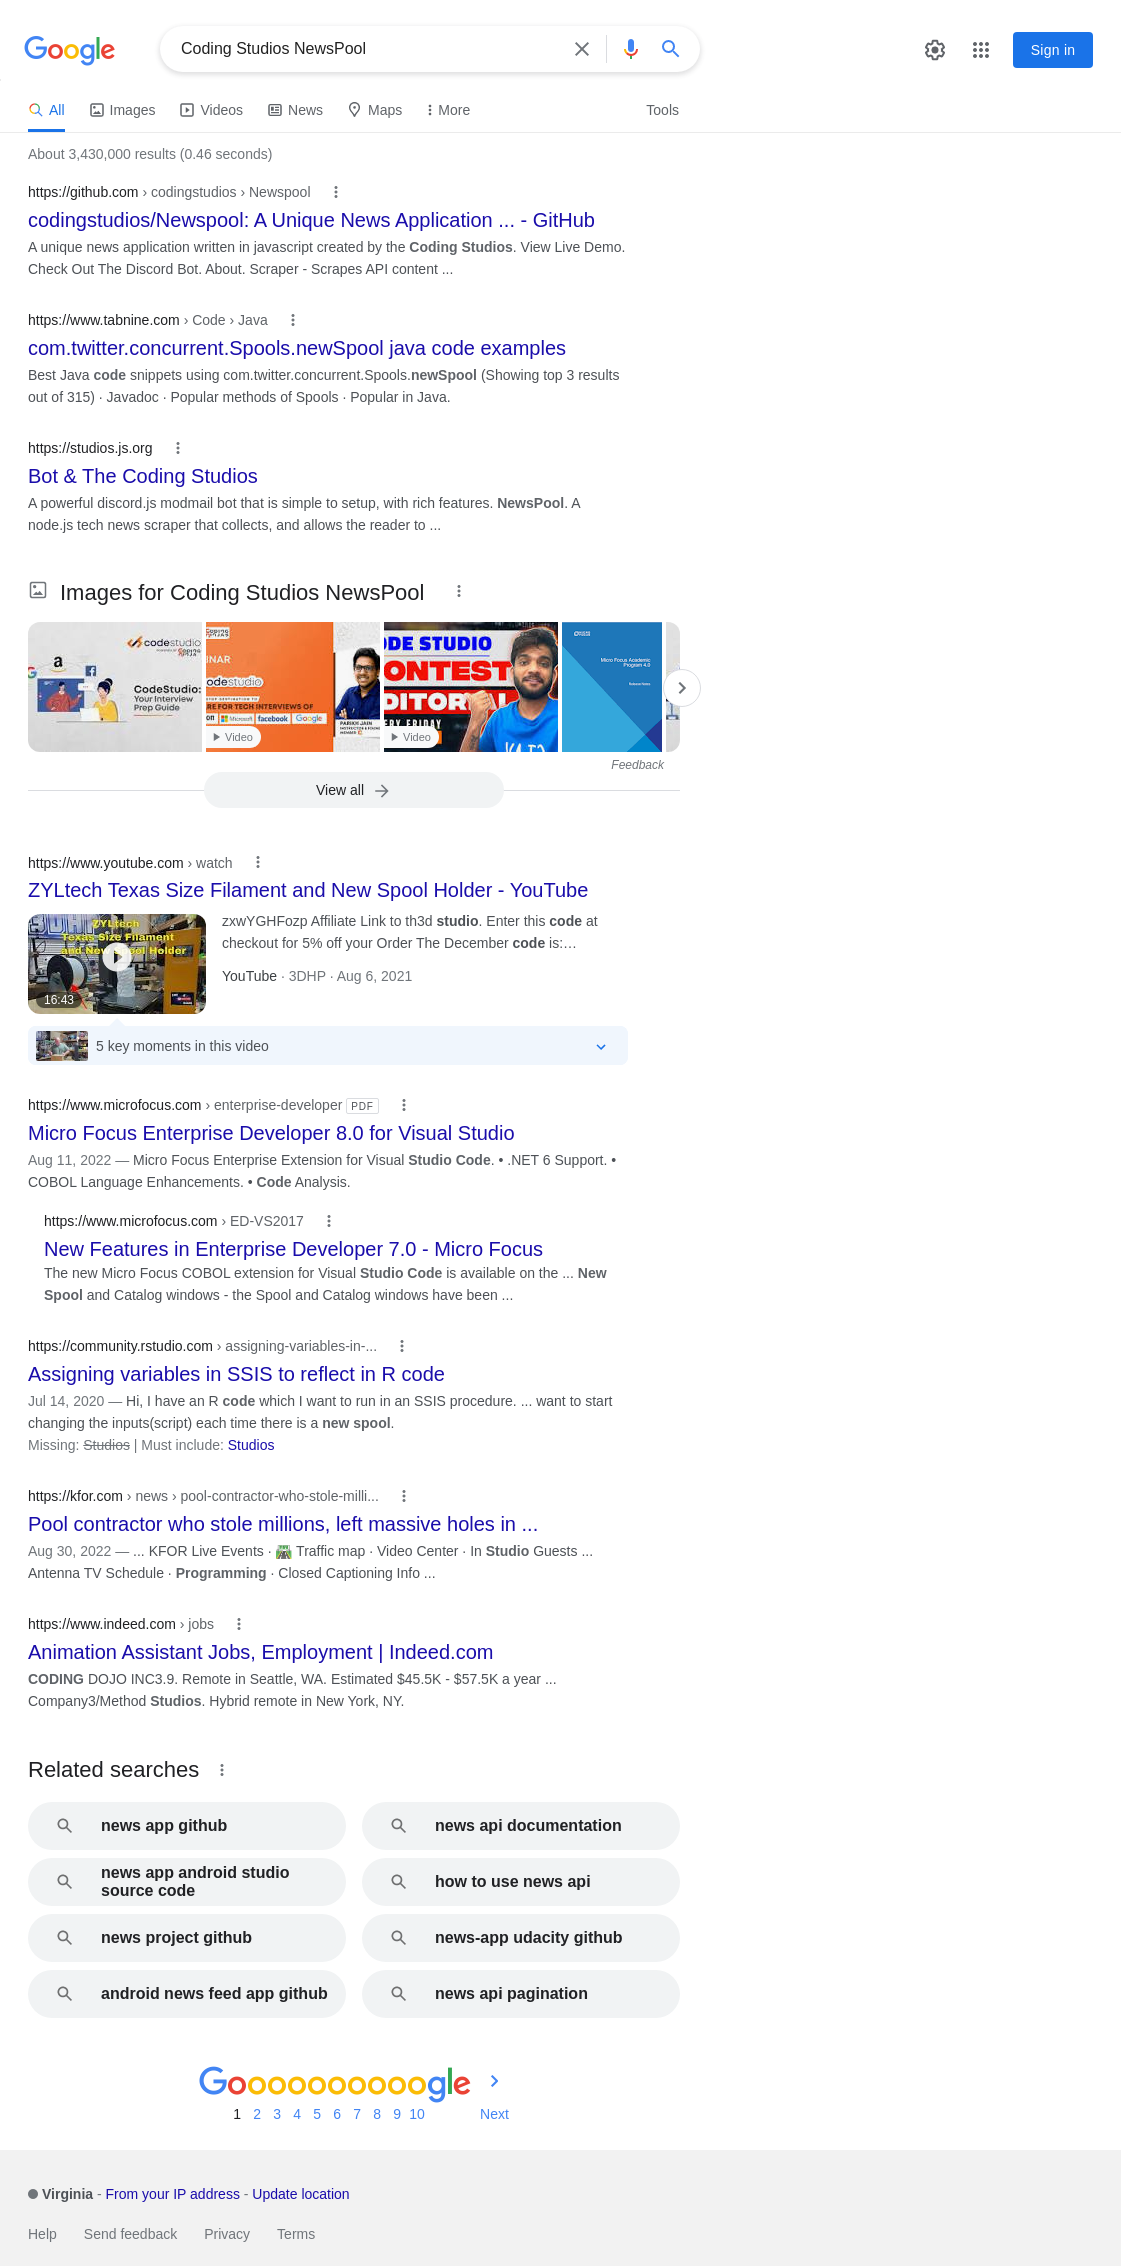 Google
Coding Studios NewsPool
Sign in
All
Images
Videos
News
Maps
More
Tools
About 3,430,000 results (0.46 seconds)
https://github.com › codingstudios › Newspool
codingstudios/Newspool: A Unique News Application ... - GitHub
A unique news application written in javascript created by the Coding Studios. View Live Demo.
Check Out The Discord Bot. About. Scraper - Scrapes API content ...
https://www.tabnine.com › Code › Java
com.twitter.concurrent.Spools.newSpool java code examples
Best Java code snippets using com.twitter.concurrent.Spools.newSpool (Showing top 3 results
out of 315) · Javadoc · Popular methods of Spools · Popular in Java.
https://studios.js.org
Bot & The Coding Studios
A powerful discord.js modmail bot that is simple to setup, with rich features. NewsPool. A
node.js tech news scraper that collects, and allows the reader to ...
Images for Coding Studios NewsPool
codestudio
CodeStudio:
Your Interview
Prep Guide
INAR
odestudio
RE FOR TECH INTERVIEWS OF
Microsoft facebook Google
PARIKH JAIN
Video
ODE STUDIO
ONTEST
DITORIAL
RY FRIDAY
Video
Micro Focus Academic
Program 4.0
Release Notes
Feedback
View all
https://www.youtube.com › watch
ZYLtech Texas Size Filament and New Spool Holder - YouTube
ZYLtech
Texas Size Filament
and New Spool Holder
16:43
zxwYGHFozp Affiliate Link to th3d studio. Enter this code at
checkout for 5% off your Order The December code is:…
YouTube · 3DHP · Aug 6, 2021
5 key moments in this video
https://www.microfocus.com › enterprise-developer PDF
Micro Focus Enterprise Developer 8.0 for Visual Studio
Aug 11, 2022 — Micro Focus Enterprise Extension for Visual Studio Code. • .NET 6 Support. •
COBOL Language Enhancements. • Code Analysis.
https://www.microfocus.com › ED-VS2017
New Features in Enterprise Developer 7.0 - Micro Focus
The new Micro Focus COBOL extension for Visual Studio Code is available on the ... New
Spool and Catalog windows - the Spool and Catalog windows have been ...
https://community.rstudio.com › assigning-variables-in-...
Assigning variables in SSIS to reflect in R code
Jul 14, 2020 — Hi, I have an R code which I want to run in an SSIS procedure. ... want to start
changing the inputs(script) each time there is a new spool.
Missing: Studios | Must include: Studios
https://kfor.com › news › pool-contractor-who-stole-milli...
Pool contractor who stole millions, left massive holes in ...
Aug 30, 2022 — ... KFOR Live Events · 🛣️ Traffic map · Video Center · In Studio Guests ...
Antenna TV Schedule · Programming · Closed Captioning Info ...
https://www.indeed.com › jobs
Animation Assistant Jobs, Employment | Indeed.com
CODING DOJO INC3.9. Remote in Seattle, WA. Estimated $45.5K - $57.5K a year ...
Company3/Method Studios. Hybrid remote in New York, NY.
Related searches
news app github
news api documentation
news app android studio
source code
how to use news api
news project github
news-app udacity github
android news feed app github
news api pagination
Goooooooooogle
1 2 3 4 5 6 7 8 9 10 Next
Virginia - From your IP address - Update location
Help Send feedback Privacy Terms